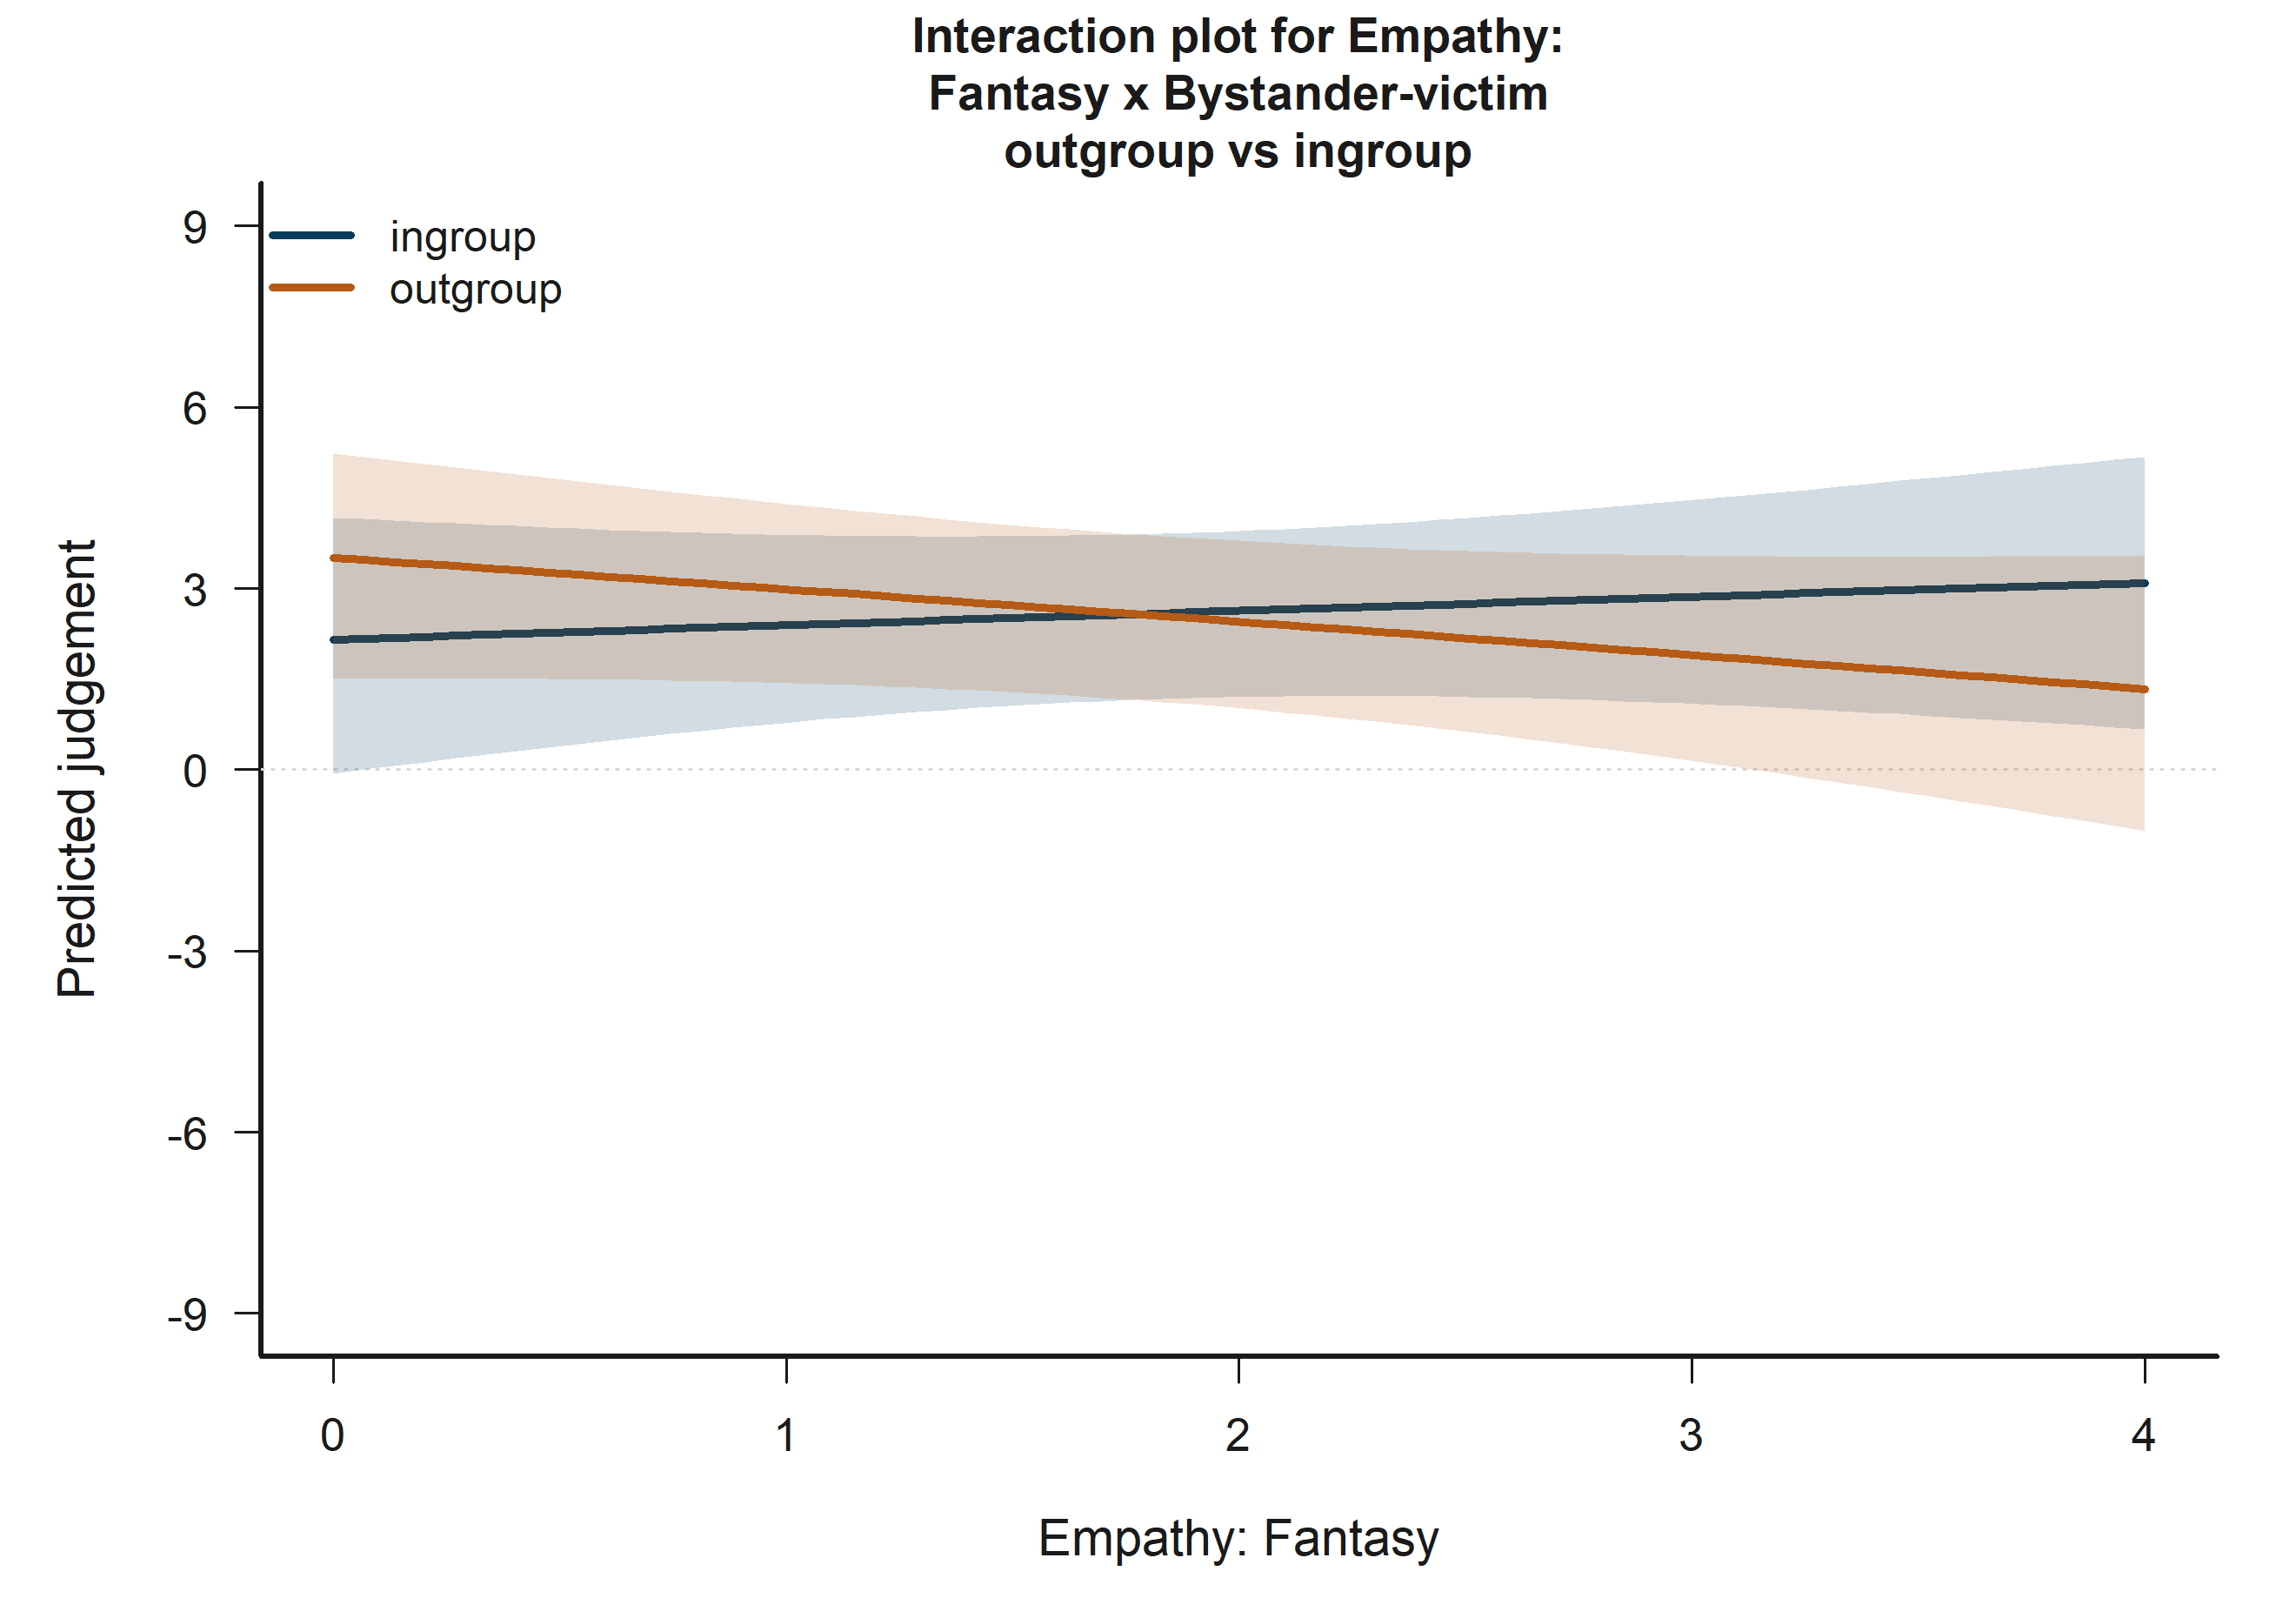 Interaction plot for Empathy:
Fantasy x Bystander-victim
outgroup vs ingroup
ingroup
outgroup
9
6
3
0
-3
-6
-9
Predicted judgement
0 1 2 3 4
Empathy: Fantasy